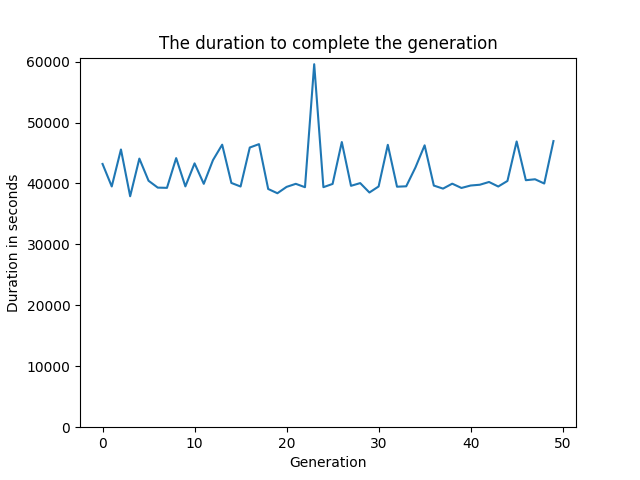 The duration to complete the generation
60000
50000
40000
30000
20000
10000
0
Duration in seconds
0 10 20 30 40 50
Generation